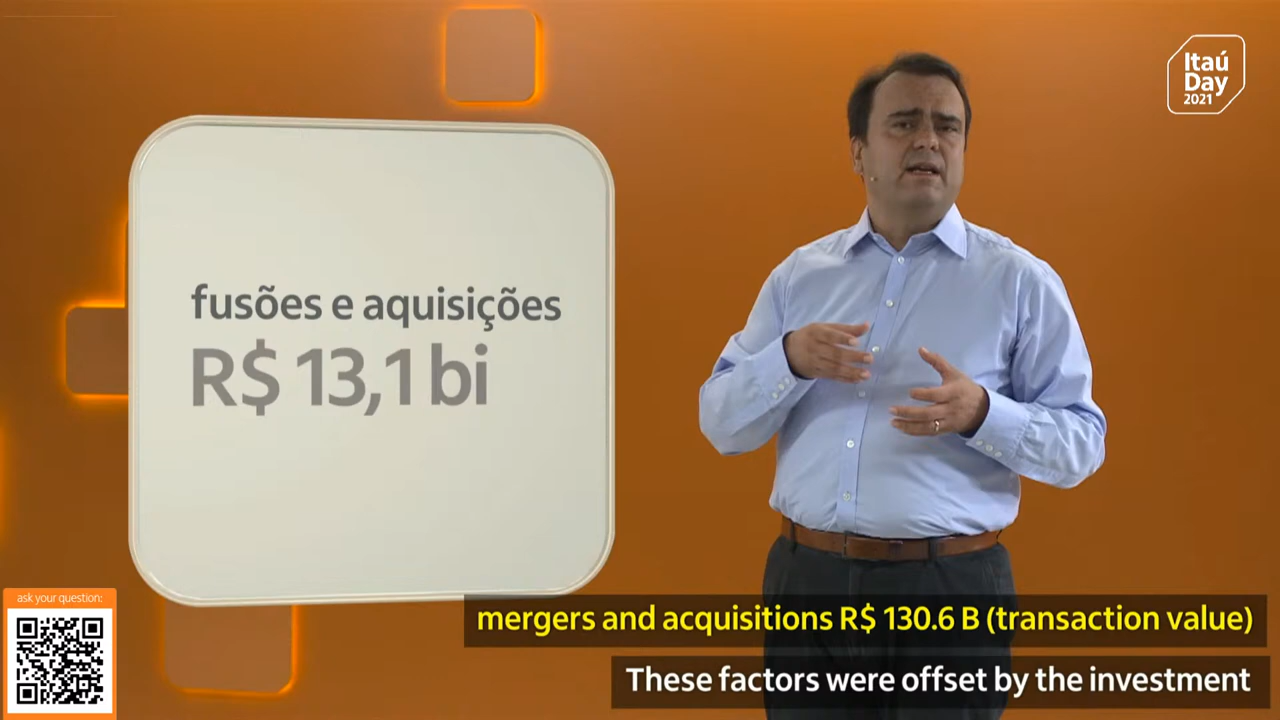 Itaú
Day
2021
fusões e aquisições
R$ 13,1 bi
ask your question:
mergers and acquisitions R$ 130.6 B (transaction value)
These factors were offset by the investment